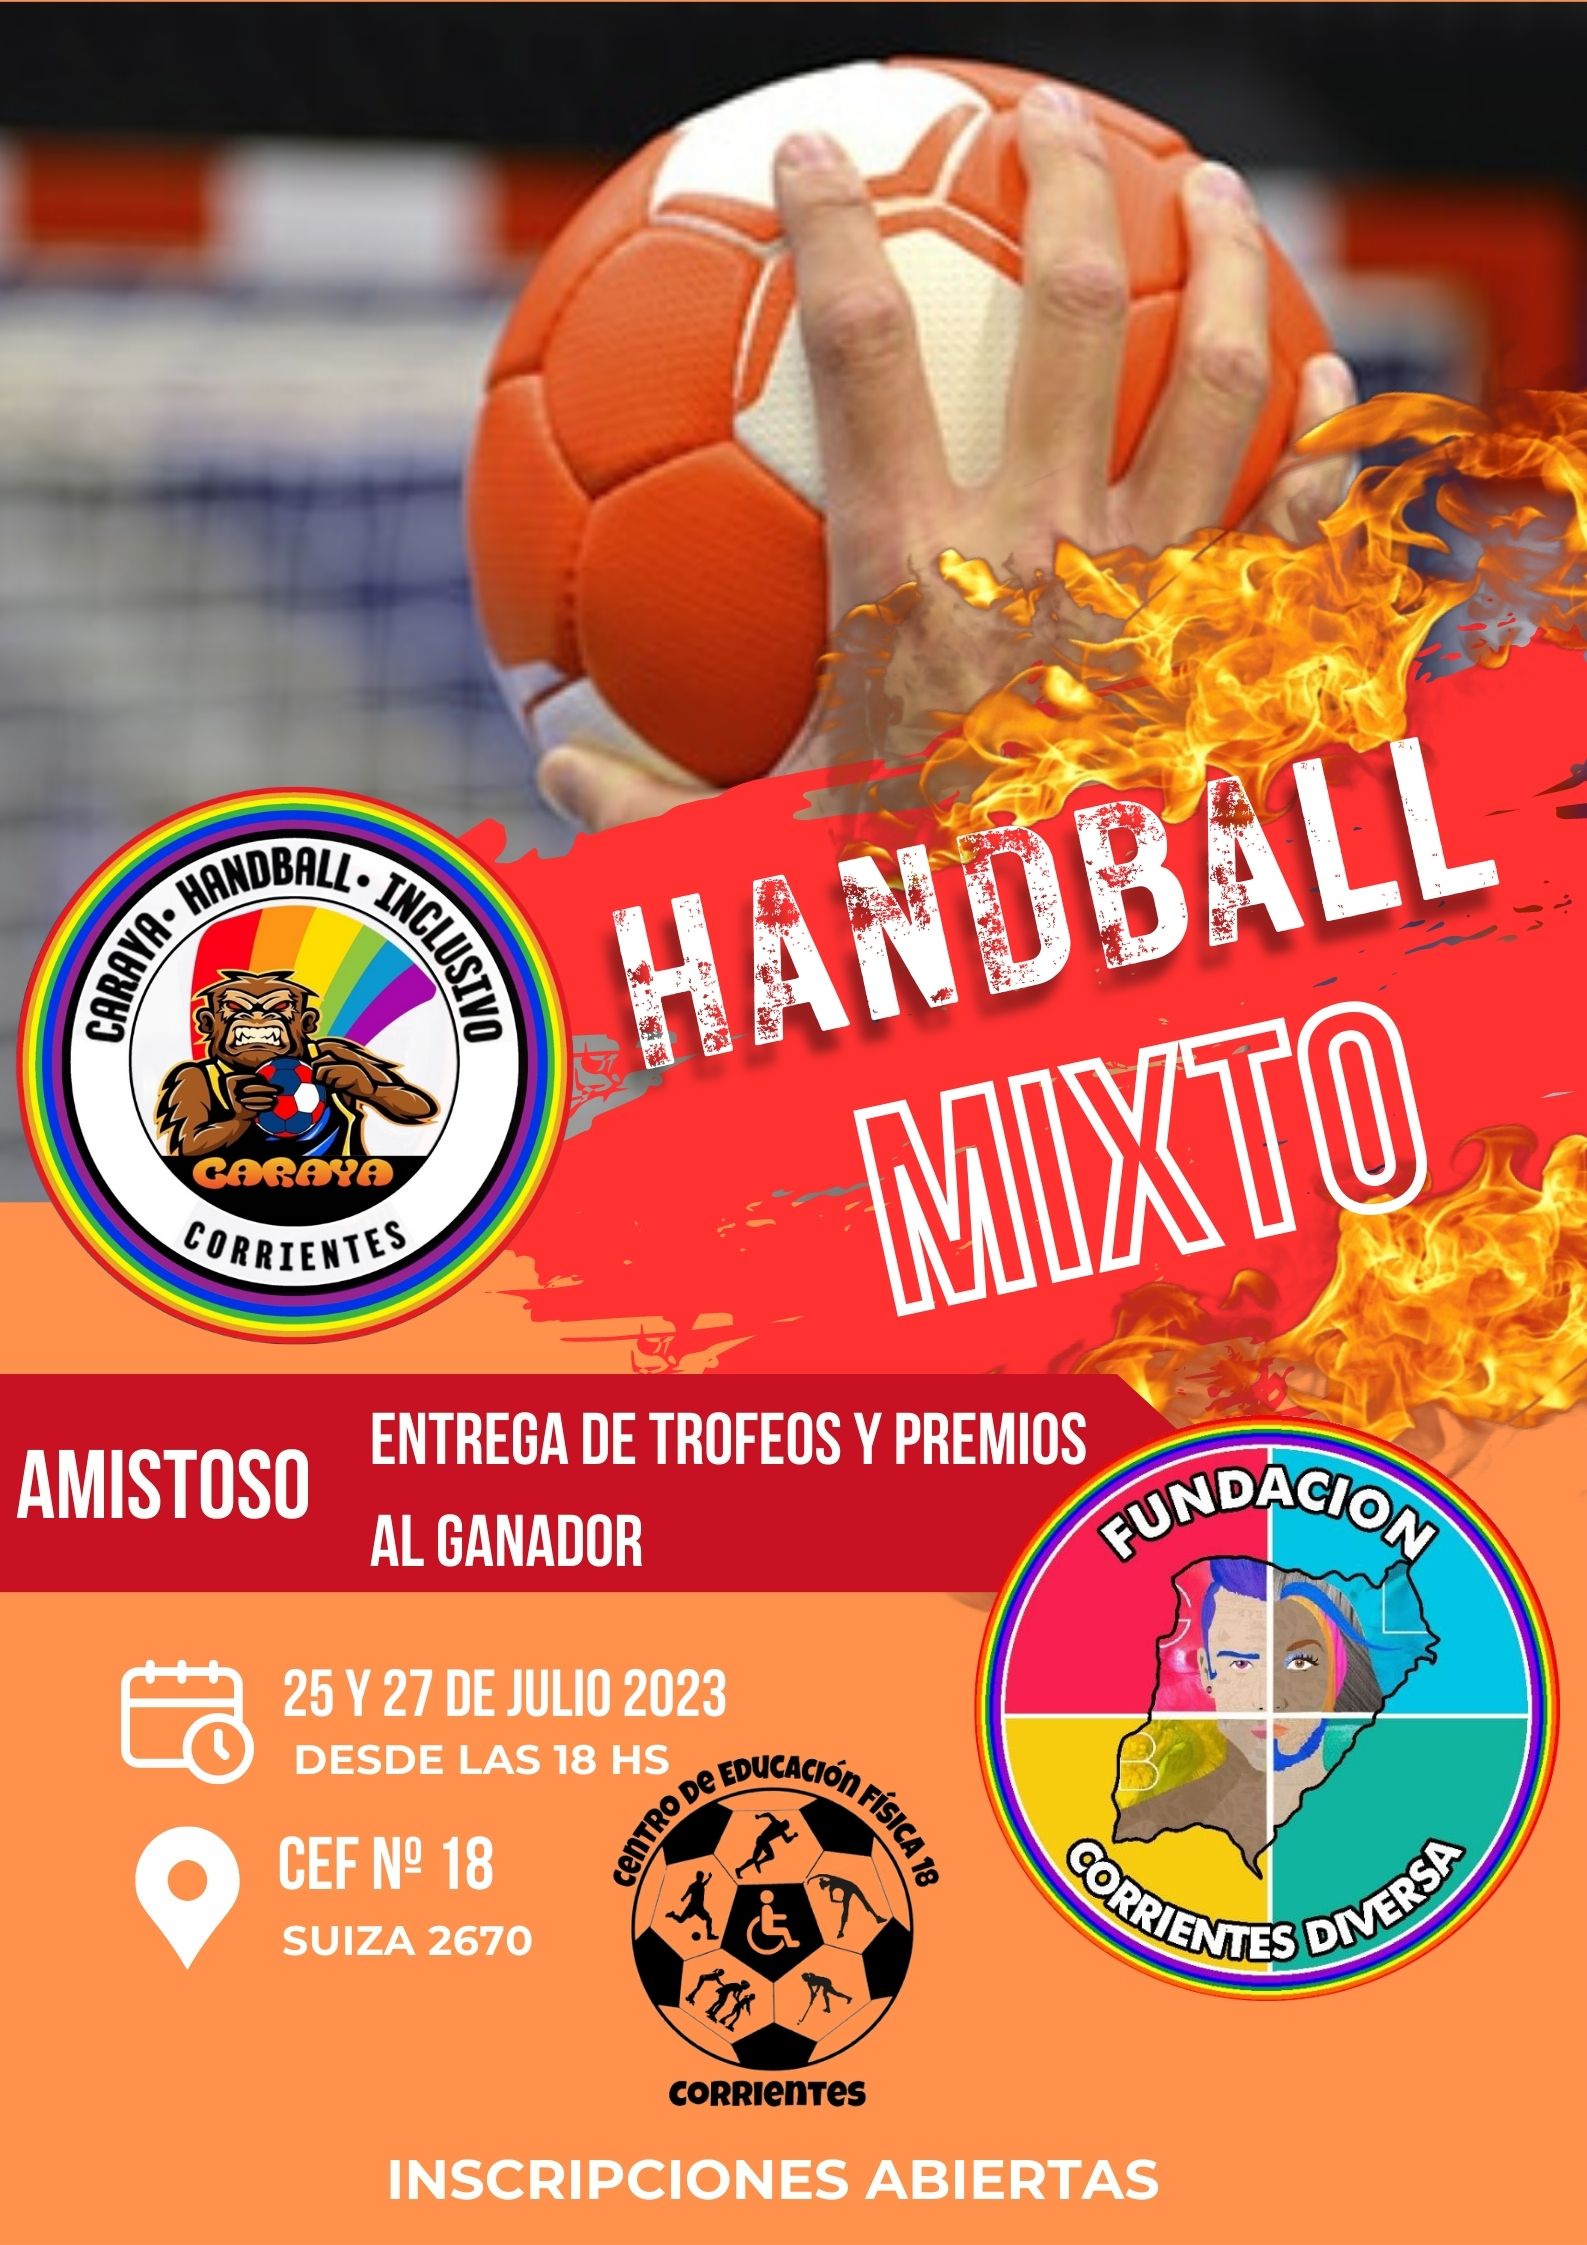 CARAYA • HANDBALL • INCLUSIVO
CARAYA
CORRIENTES
HANDBALL
MIXTO
AMISTOSO
ENTREGA DE TROFEOS Y PREMIOS
AL GANADOR
FUNDACION
G L
B T
CORRIENTES DIVERSA
25 Y 27 DE JULIO 2023
DESDE LAS 18 HS
CEF Nº 18
SUIZA 2670
CENTRO DE EDUCACIÓN FÍSICA 18
CORRIENTES
INSCRIPCIONES ABIERTAS